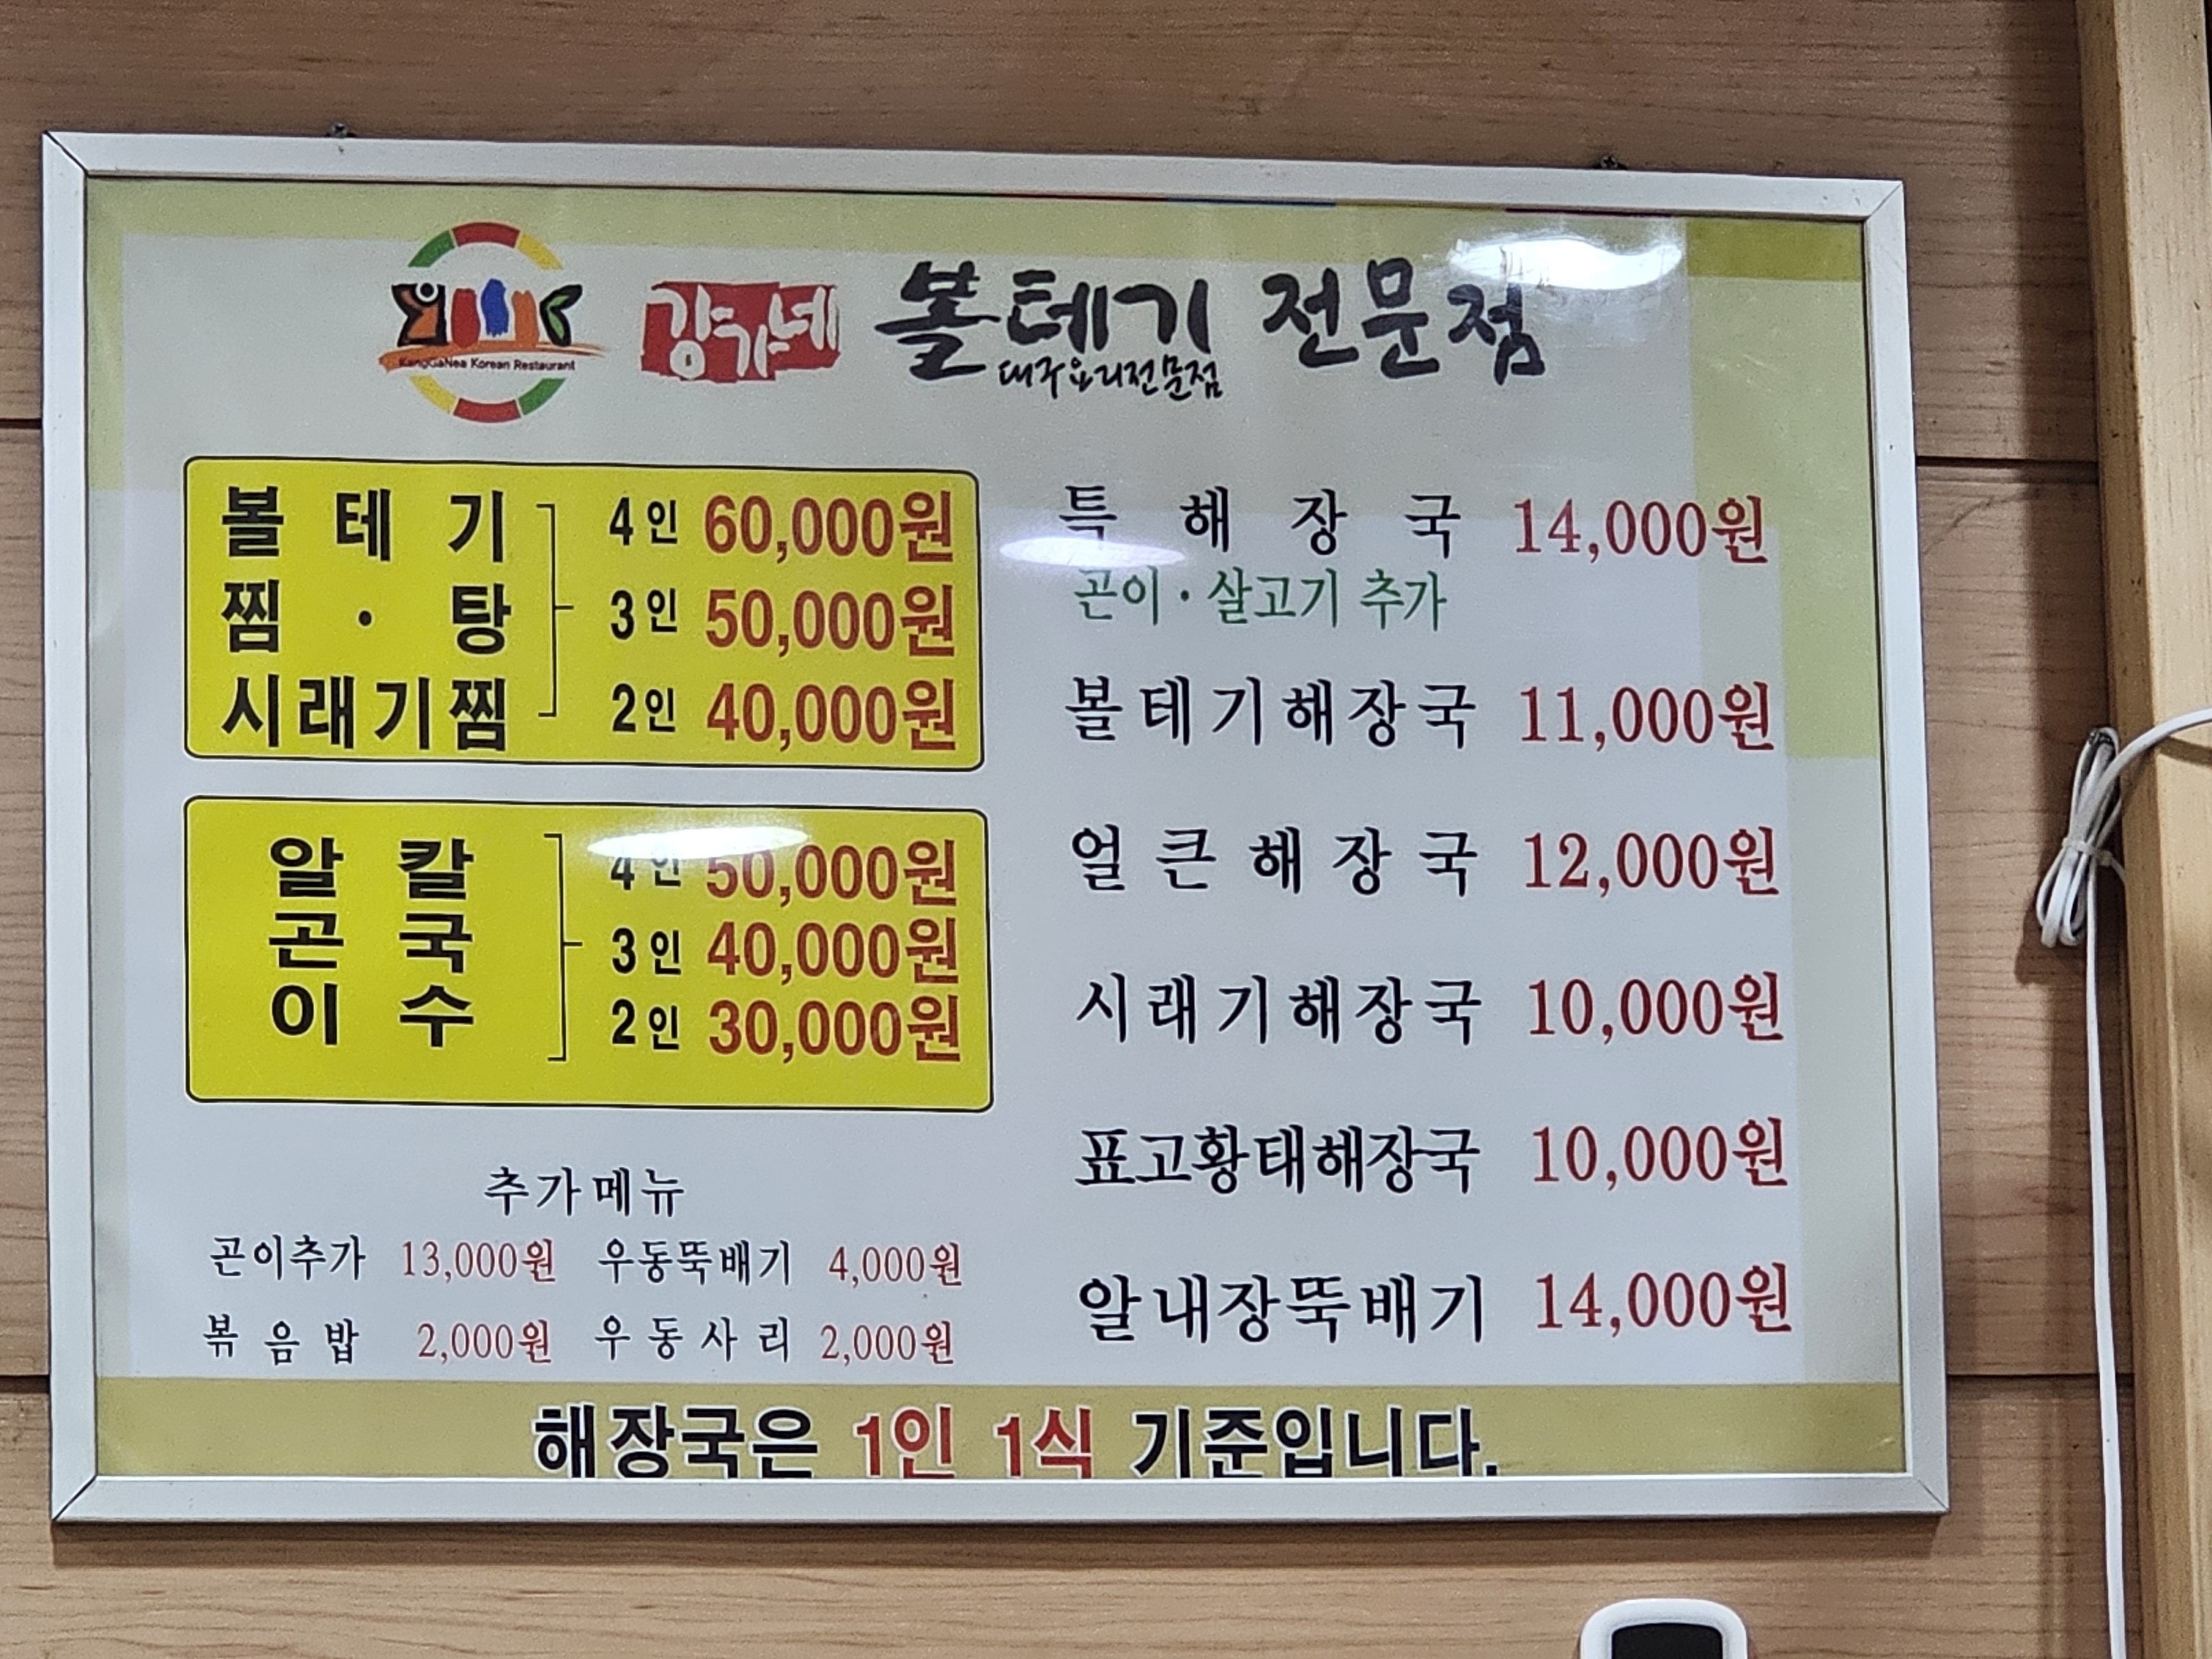 KangGaNea Korean Restaurant
강가네 볼테기 전문점
대구요리전문점
볼테기
찜·탕
시래기찜
4인 60,000원
3인 50,000원
2인 40,000원
알 칼
곤 국
이 수
4인 50,000원
3인 40,000원
2인 30,000원
추가메뉴
곤이추가 13,000원 우동뚝배기 4,000원
볶음밥 2,000원 우동사리 2,000원
특해장국 14,000원
곤이·살고기 추가
볼테기해장국 11,000원
얼큰해장국 12,000원
시래기해장국 10,000원
표고황태해장국 10,000원
알내장뚝배기 14,000원
해장국은 1인 1식 기준입니다.